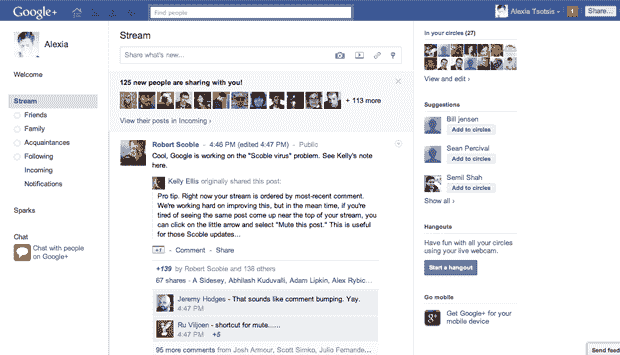 Google+
Find people
Alexia Tsotsis
1
Share...
Alexia
Welcome
Stream
Friends
Family
Acquaintances
Following
Incoming
Notifications
Sparks
Chat
Chat with people
on Google+
Stream
Share what's new...
125 new people are sharing with you!
+ 113 more
View their posts in Incoming ›
Robert Scoble - 4:46 PM (edited 4:47 PM) - Public
Cool, Google is working on the "Scoble virus" problem. See Kelly's note
here.
Kelly Ellis originally shared this post:
Pro tip. Right now your stream is ordered by most-recent comment.
We're working hard on improving this, but in the mean time, if you're
tired of seeing the same post come up near the top of your stream, you
can click on the little arrow and select "Mute this post." This is useful
for those Scoble updates...
+1 - Comment - Share
+139 by Robert Scoble and 138 others
67 shares - A Sidesey, Abhilash Kuduvalli, Adam Lipkin, Alex Rybic...
Jeremy Hodges - That sounds like comment bumping. Yay.
4:47 PM
Ru Viljoen - shortcut for mute......
4:47 PM +5
95 more comments from Josh Armour, Scott Simko, Julio Fernande...
In your circles (27)
View and edit ›
Suggestions
Bill jensen
Add to circles
Sean Percival
Add to circles
Semil Shah
Add to circles
Show all ›
Hangouts
Have fun with all your circles
using your live webcam.
Start a hangout
Go mobile
Get Google+ for your
mobile device
Send feed